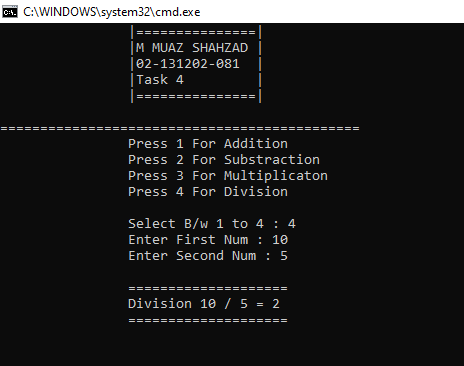 C:\WINDOWS\system32\cmd.exe
|===============|
|M MUAZ SHAHZAD |
|02-131202-081  |
|Task 4         |
|===============|
=============================================
Press 1 For Addition
Press 2 For Substraction
Press 3 For Multiplicaton
Press 4 For Division
Select B/w 1 to 4 : 4
Enter First Num : 10
Enter Second Num : 5
====================
Division 10 / 5 = 2
====================